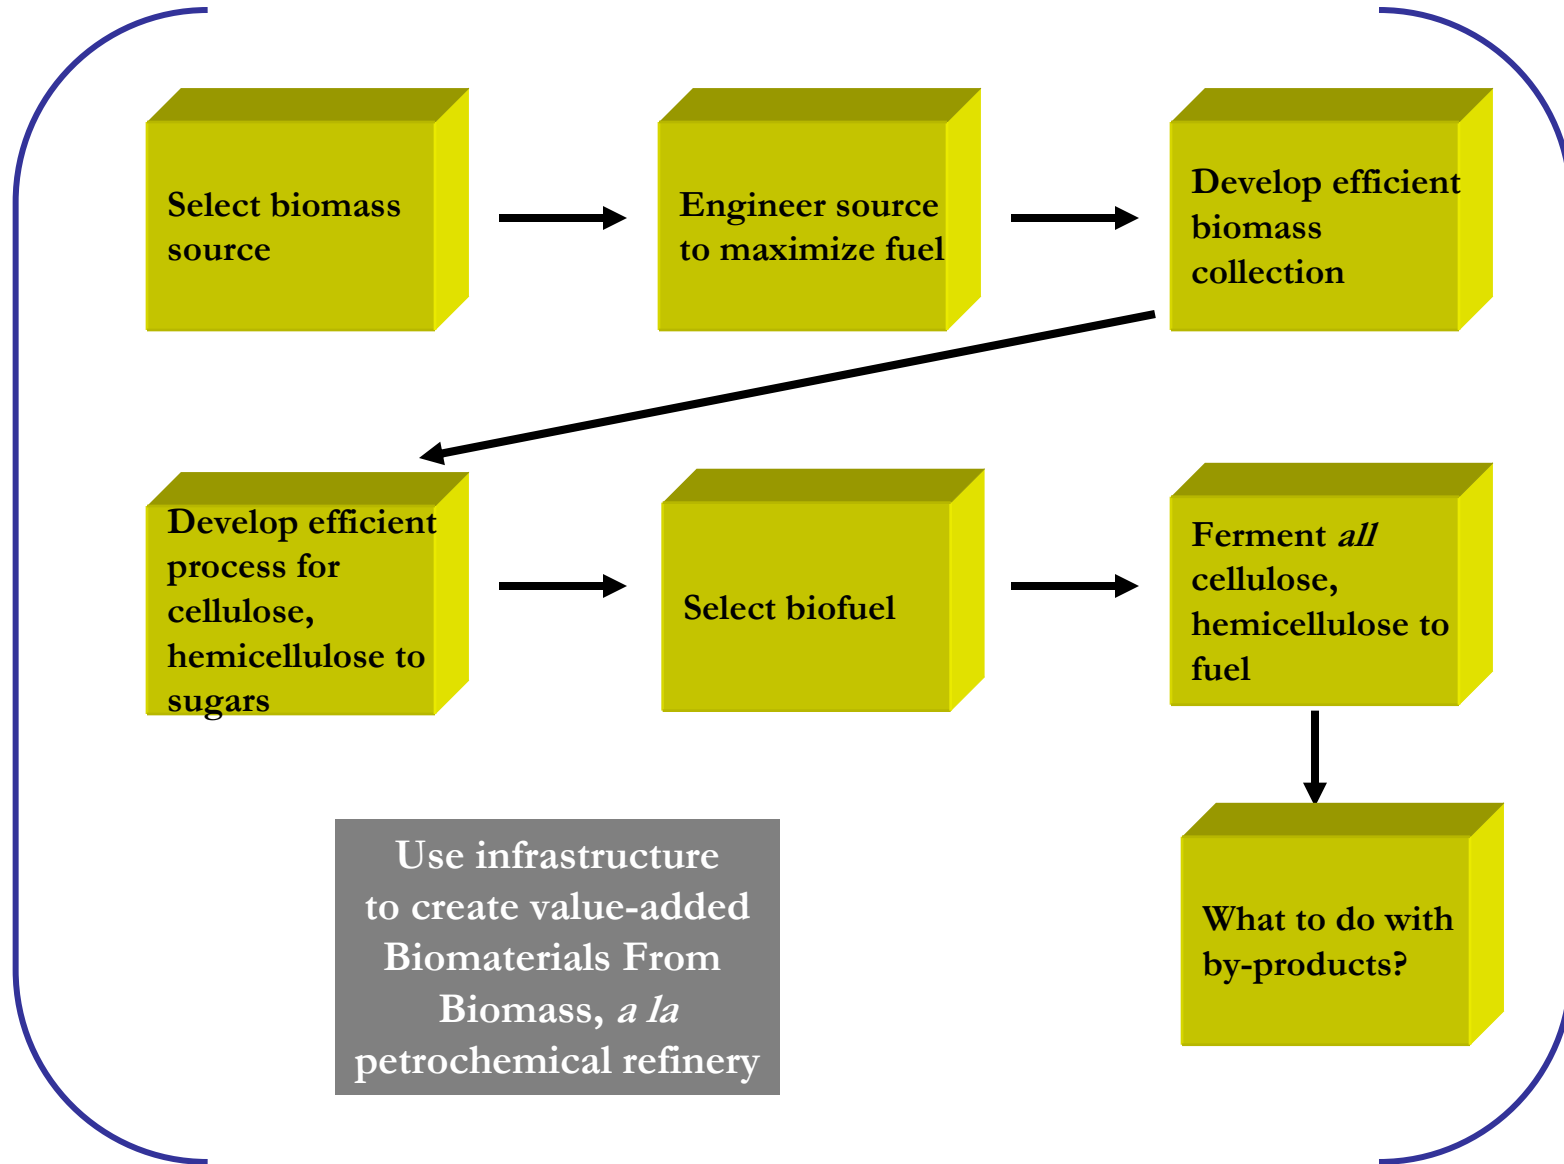 Select biomass
source
Engineer source
to maximize fuel
Develop efficient
biomass
collection
Develop efficient
process for
cellulose,
hemicellulose to
sugars
Select biofuel
Ferment all
cellulose,
hemicellulose to
fuel
What to do with
by-products?
Use infrastructure
to create value-added
Biomaterials From
Biomass, a la
petrochemical refinery